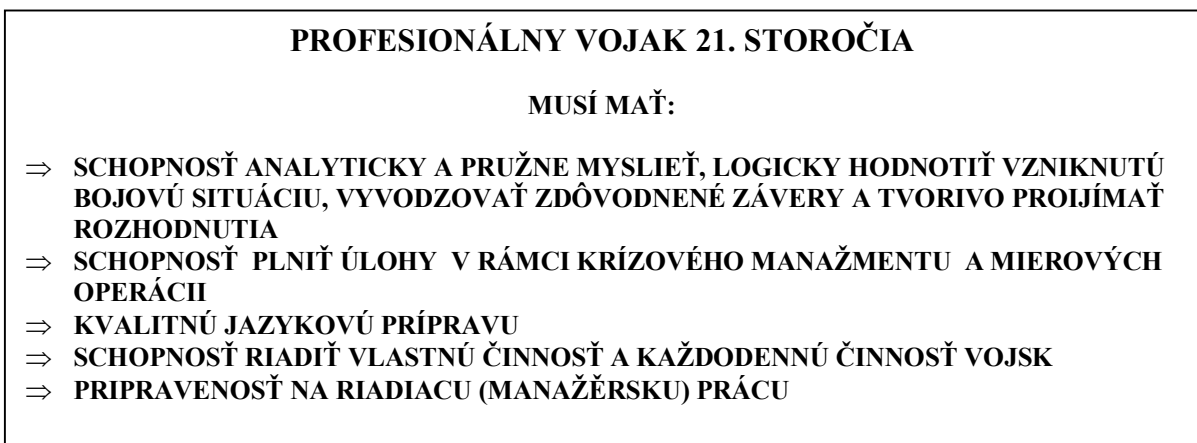 PROFESIONÁLNY VOJAK 21. STOROČIA
MUSÍ MAŤ:
⇒ SCHOPNOSŤ ANALYTICKY A PRUŽNE MYSLIEŤ, LOGICKY HODNOTIŤ VZNIKNUTÚ
BOJOVÚ SITUÁCIU, VYVODZOVAŤ ZDÔVODNENÉ ZÁVERY A TVORIVO PROIJÍMAŤ
ROZHODNUTIA
⇒ SCHOPNOSŤ PLNIŤ ÚLOHY V RÁMCI KRÍZOVÉHO MANAŽMENTU A MIEROVÝCH
OPERÁCII
⇒ KVALITNÚ JAZYKOVÚ PRÍPRAVU
⇒ SCHOPNOSŤ RIADIŤ VLASTNÚ ČINNOSŤ A KAŽDODENNÚ ČINNOSŤ VOJSK
⇒ PRIPRAVENOSŤ NA RIADIACU (MANAŽĚRSKU) PRÁCU